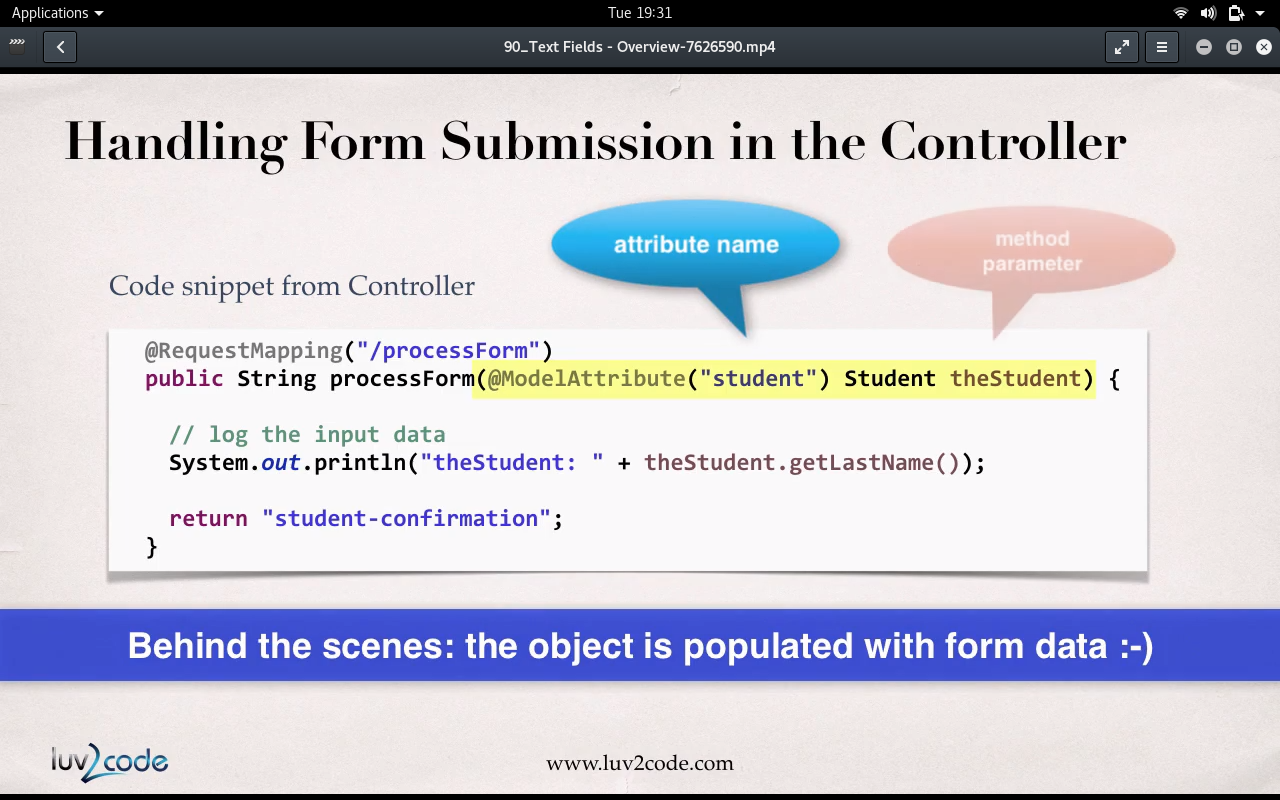 Applications
Tue 19:31
90_Text Fields - Overview-7626590.mp4
Handling Form Submission in the Controller
attribute name
method
parameter
Code snippet from Controller
@RequestMapping("/processForm")
public String processForm(@ModelAttribute("student") Student theStudent) {
// log the input data
System.out.println("theStudent: " + theStudent.getLastName());
return "student-confirmation";
}
Behind the scenes: the object is populated with form data :-)
luv2code
www.luv2code.com